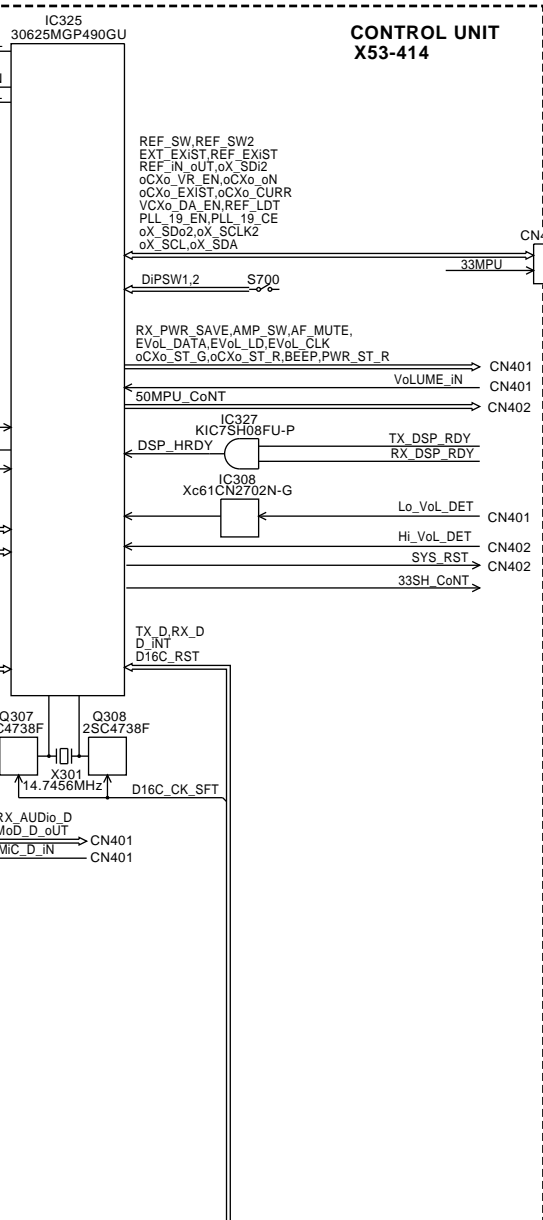 IC325
30625MGP490GU
CONTROL UNIT
X53-414
REF_SW,REF_SW2
EXT_EXiST,REF_EXiST
REF_iN_oUT,oX_SDi2
oCXo_VR_EN,oCXo_oN
oCXo_EXIST,oCXo_CURR
VCXo_DA_EN,REF_LDT
PLL_19_EN,PLL_19_CE
oX_SDo2,oX_SCLK2
oX_SCL,oX_SDA
CN4
33MPU
DiPSW1,2
S700
RX_PWR_SAVE,AMP_SW,AF_MUTE,
EVoL_DATA,EVoL_LD,EVoL_CLK
oCXo_ST_G,oCXo_ST_R,BEEP,PWR_ST_R
CN401
VoLUME_iN
CN401
50MPU_CoNT
CN402
IC327
KIC7SH08FU-P
DSP_HRDY
TX_DSP_RDY
RX_DSP_RDY
IC308
Xc61CN2702N-G
Lo_VoL_DET
CN401
Hi_VoL_DET
CN402
SYS_RST
CN402
33SH_CoNT
TX_D,RX_D
D_iNT
D16C_RST
Q307
C4738F
Q308
2SC4738F
X301
14.7456MHz
D16C_CK_SFT
RX_AUDio_D
MoD_D_oUT
CN401
MiC_D_iN
CN401